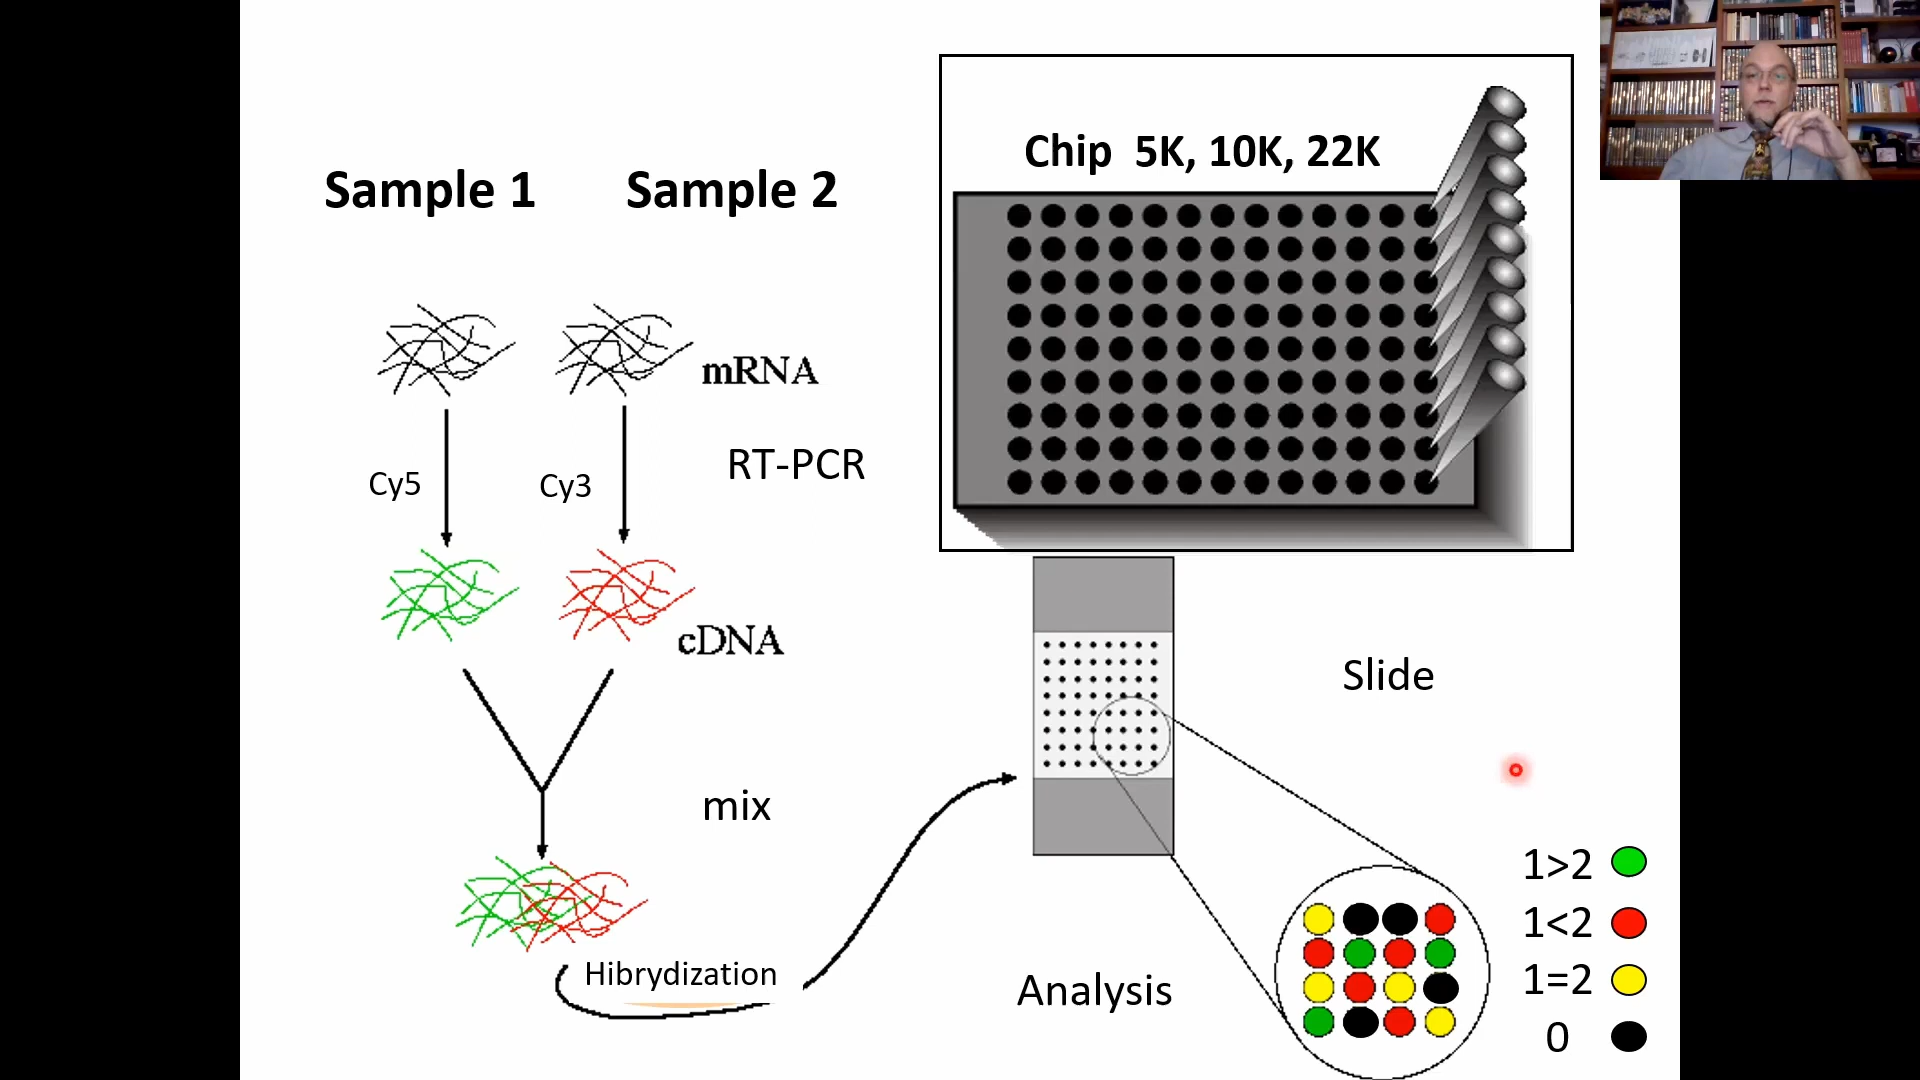 Chip 5K, 10K, 22K
Sample 1 Sample 2
mRNA
RT-PCR
Cy5 Cy3
cDNA
Slide
mix
Hibrydization
Analysis
1>2
1<2
1=2
0